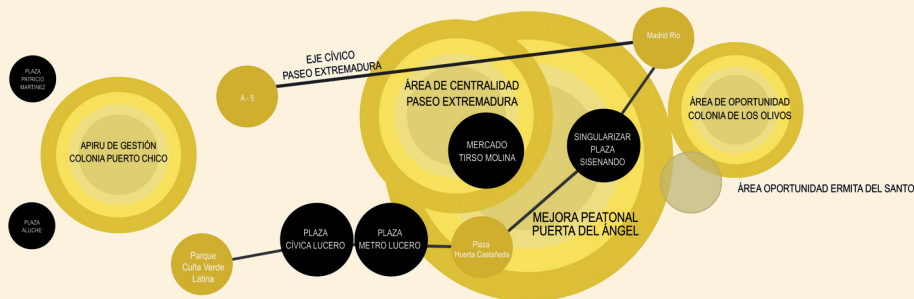 PLAZA
PATRICIO
MARTINEZ
APIRU DE GESTIÓN
COLONIA PUERTO CHICO
PLAZA
ALUCHE
A - 5
EJE CÍVICO
PASEO EXTREMADURA
ÁREA DE CENTRALIDAD
PASEO EXTREMADURA
MERCADO
TIRSO MOLINA
SINGULARIZAR
PLAZA
SISENANDO
Madrid Río
ÁREA DE OPORTUNIDAD
COLONIA DE LOS OLIVOS
ÁREA OPORTUNIDAD ERMITA DEL SANTO
MEJORA PEATONAL
PUERTA DEL ÁNGEL
Parque
Cuña Verde
Latina
PLAZA
CÍVICA LUCERO
PLAZA
METRO LUCERO
Plaza
Huerta Castañeda